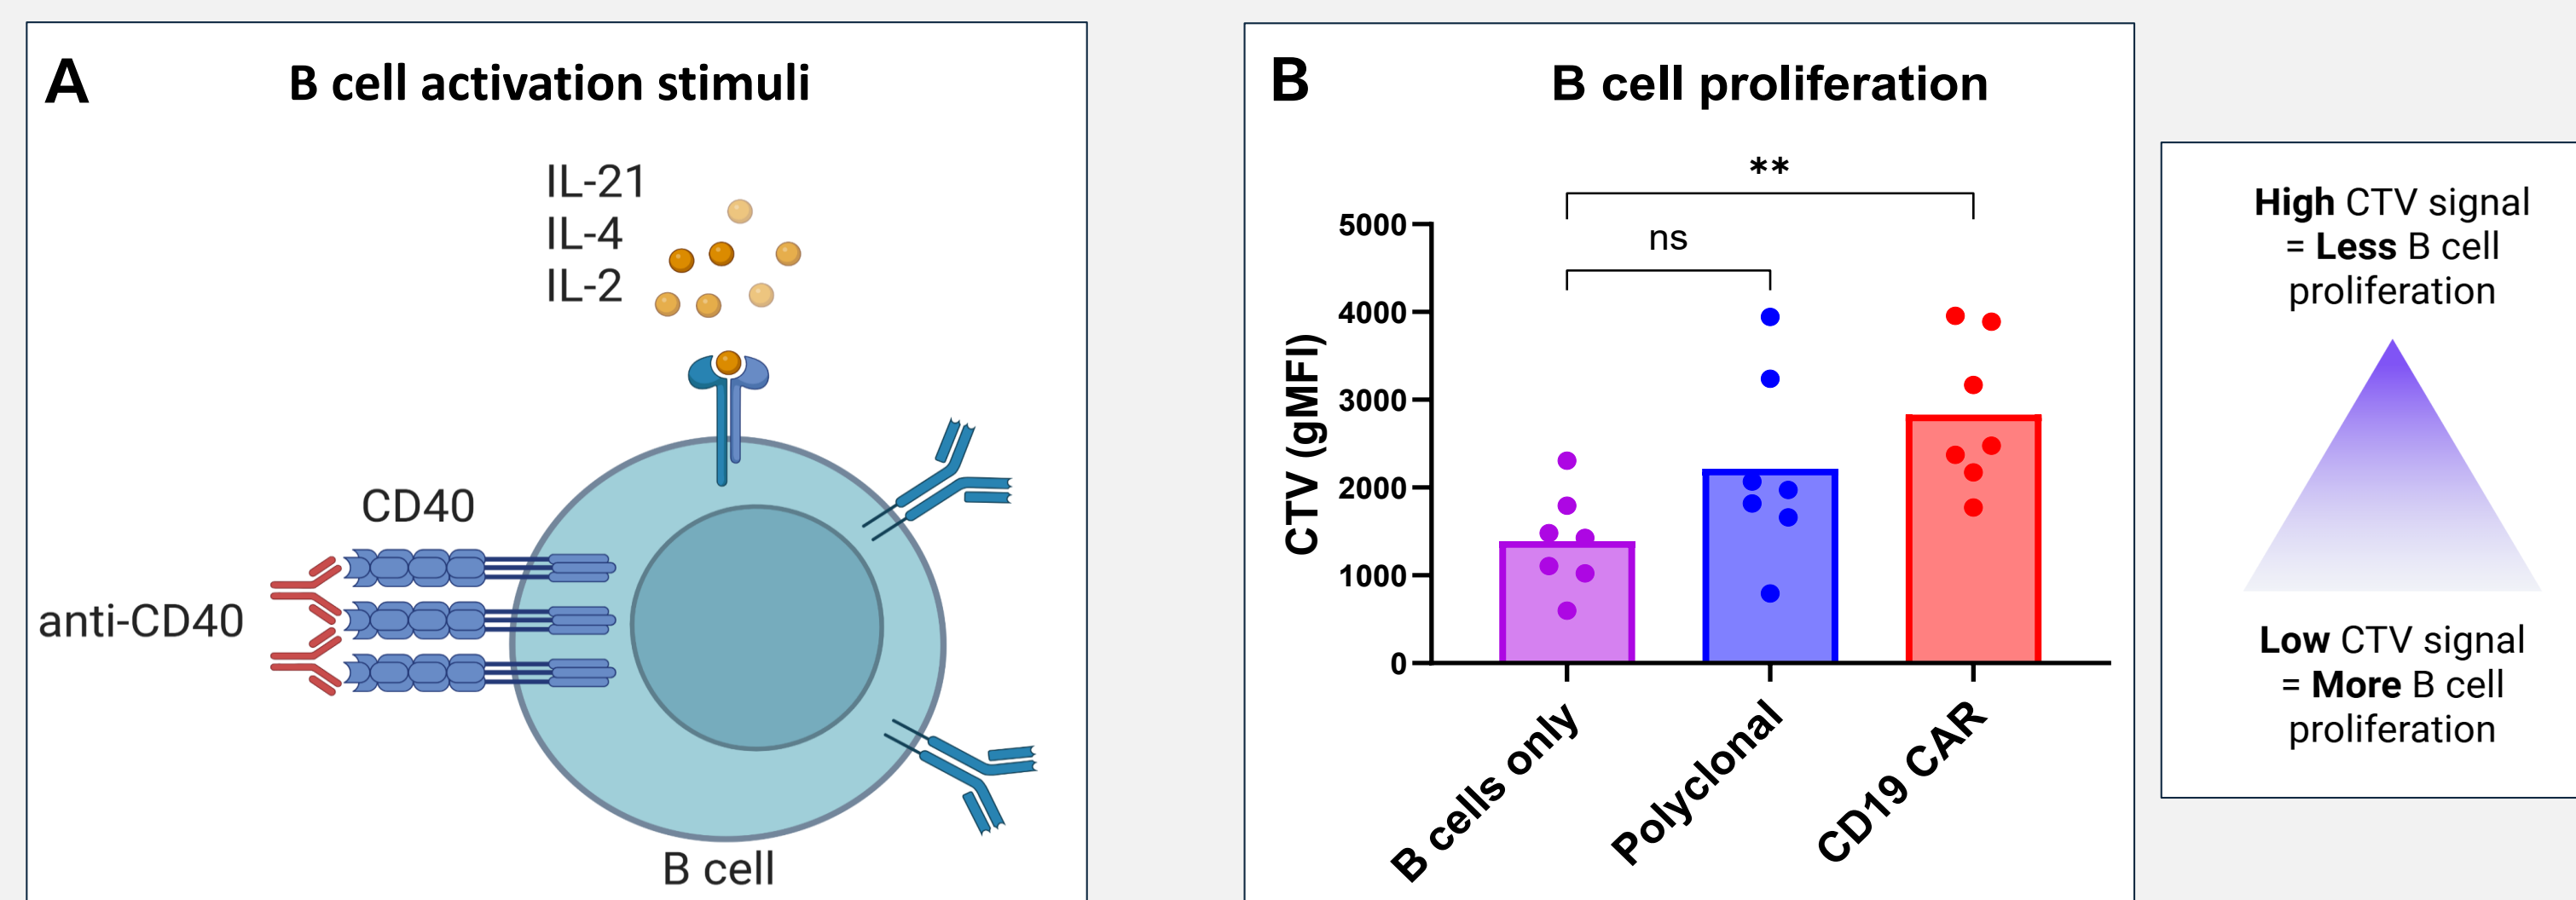 A
B cell activation stimuli
IL-21
IL-4
IL-2
CD40
anti-CD40
B cell
B
B cell proliferation
**
ns
CTV (gMFI)
5000
4000
3000
2000
1000
0
B cells only
Polyclonal
CD19 CAR
High CTV signal
= Less B cell
proliferation
Low CTV signal
= More B cell
proliferation